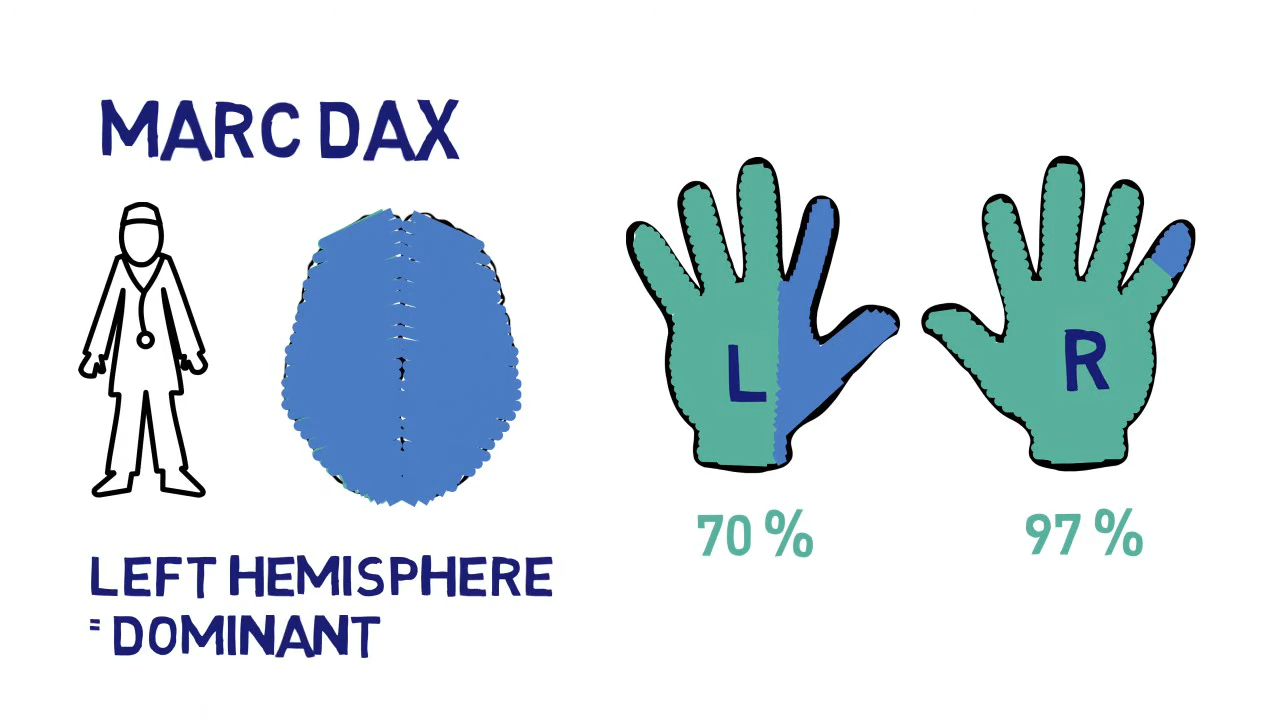 MARC DAX
L
R
70 %
97 %
LEFT HEMISPHERE
= DOMINANT